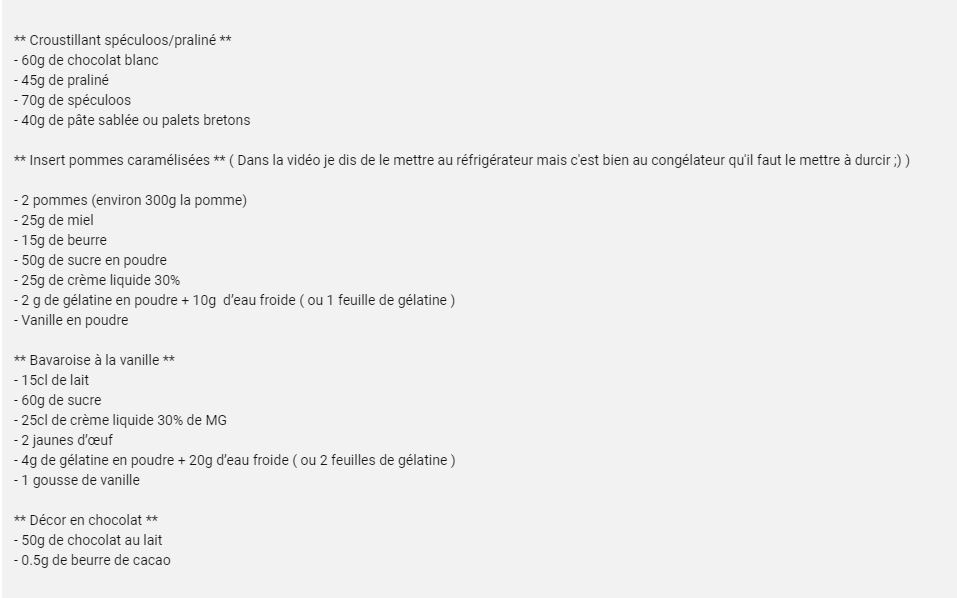 ** Croustillant spéculoos/praliné **
- 60g de chocolat blanc
- 45g de praliné
- 70g de spéculoos
- 40g de pâte sablée ou palets bretons
** Insert pommes caramélisées ** ( Dans la vidéo je dis de le mettre au réfrigérateur mais c'est bien au congélateur qu'il faut le mettre à durcir ;) )
- 2 pommes (environ 300g la pomme)
- 25g de miel
- 15g de beurre
- 50g de sucre en poudre
- 25g de crème liquide 30%
- 2 g de gélatine en poudre + 10g  d’eau froide ( ou 1 feuille de gélatine )
- Vanille en poudre
** Bavaroise à la vanille **
- 15cl de lait
- 60g de sucre
- 25cl de crème liquide 30% de MG
- 2 jaunes d’œuf
- 4g de gélatine en poudre + 20g d’eau froide ( ou 2 feuilles de gélatine )
- 1 gousse de vanille
** Décor en chocolat **
- 50g de chocolat au lait
- 0.5g de beurre de cacao